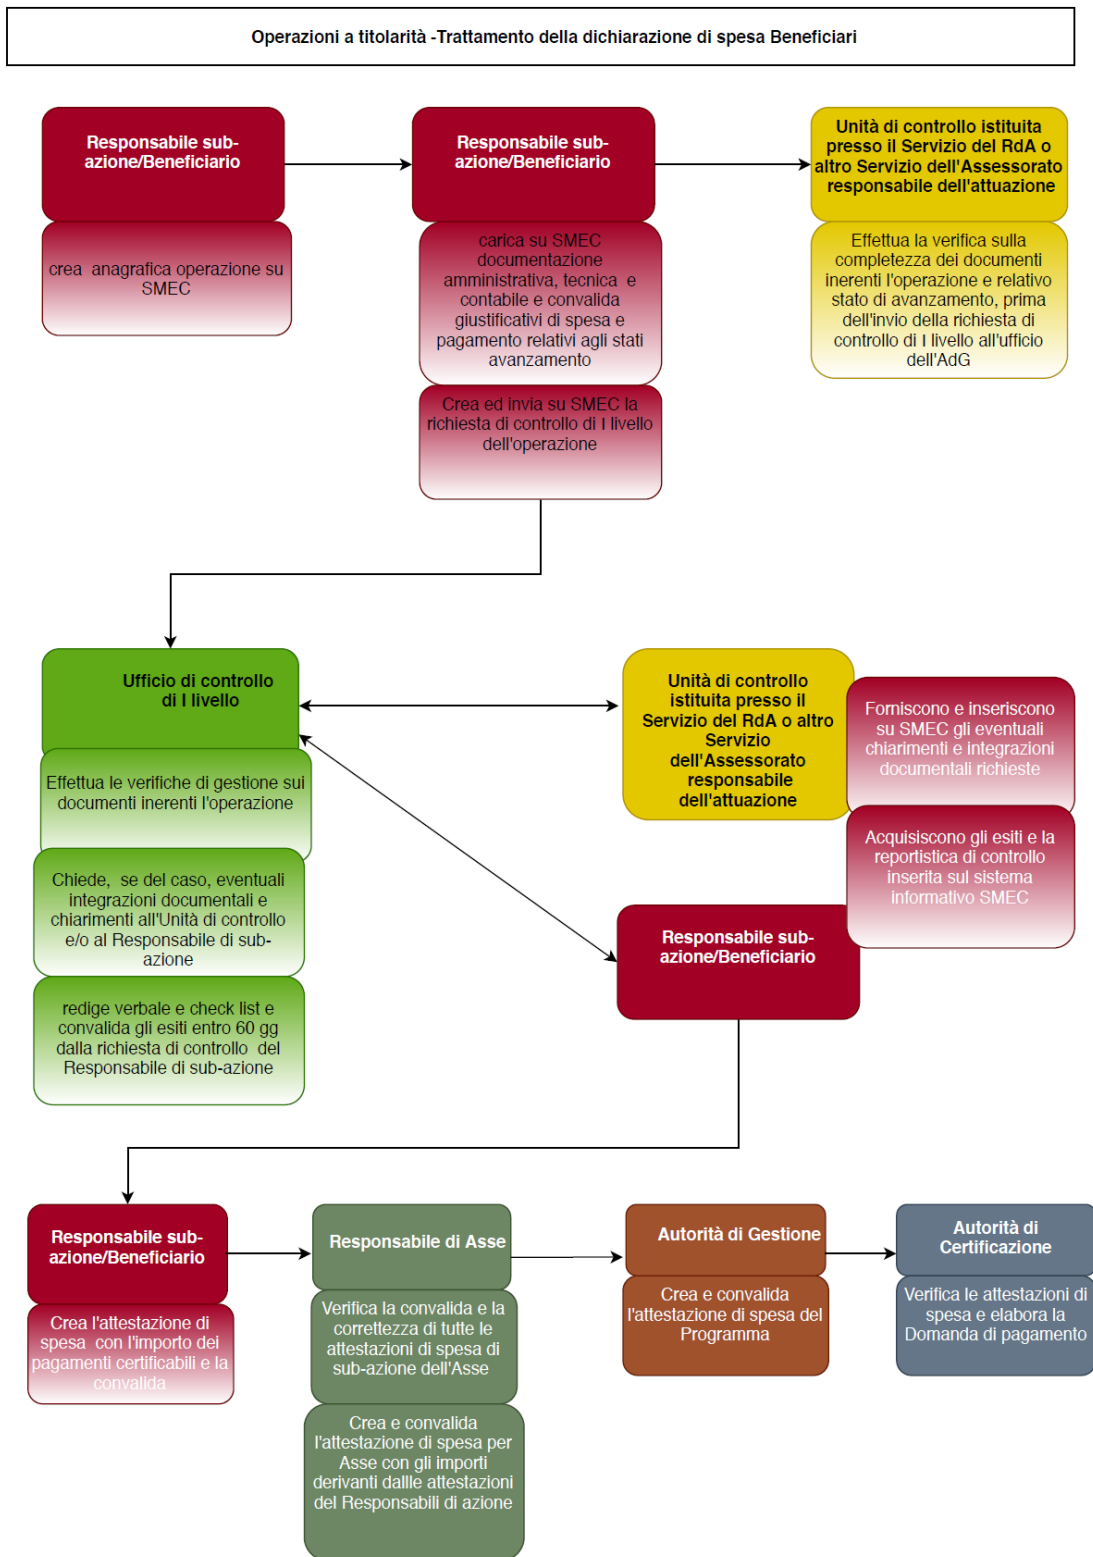 Operazioni a titolarità -Trattamento della dichiarazione di spesa Beneficiari
Responsabile sub-
azione/Beneficiario
crea anagrafica operazione su
SMEC
Responsabile sub-
azione/Beneficiario
carica su SMEC
documentazione
amministrativa, tecnica e
contabile e convalida
giustificativi di spesa e
pagamento relativi agli stati
avanzamento
Crea ed invia su SMEC la
richiesta di controllo di I livello
dell'operazione
Unità di controllo istituita
presso il Servizio del RdA o
altro Servizio dell'Assessorato
responsabile dell'attuazione
Effettua la verifica sulla
completezza dei documenti
inerenti l'operazione e relativo
stato di avanzamento, prima
dell'invio della richiesta di
controllo di I livello all'ufficio
dell'AdG
Ufficio di controllo
di I livello
Effettua le verifiche di gestione sui
documenti inerenti l'operazione
Chiede, se del caso, eventuali
integrazioni documentali e
chiarimenti all'Unità di controllo
e/o al Responsabile di sub-
azione
redige verbale e check list e
convalida gli esiti entro 60 gg
dalla richiesta di controllo del
Responsabile di sub-azione
Unità di controllo
istituita presso il
Servizio del RdA o altro
Servizio
dell'Assessorato
responsabile
dell'attuazione
Forniscono e inseriscono
su SMEC gli eventuali
chiarimenti e integrazioni
documentali richieste
Acquisiscono gli esiti e la
reportistica di controllo
inserita sul sistema
informativo SMEC
Responsabile sub-
azione/Beneficiario
Responsabile sub-
azione/Beneficiario
Crea l'attestazione di
spesa con l'importo dei
pagamenti certificabili e la
convalida
Responsabile di Asse
Verifica la convalida e la
correttezza di tutte le
attestazioni di spesa di
sub-azione dell'Asse
Crea e convalida
l'attestazione di spesa per
Asse con gli importi
derivanti dallle attestazioni
del Responsabili di azione
Autorità di Gestione
Crea e convalida
l'attestazione di spesa del
Programma
Autorità di
Certificazione
Verifica le attestazioni di
spesa e elabora la
Domanda di pagamento